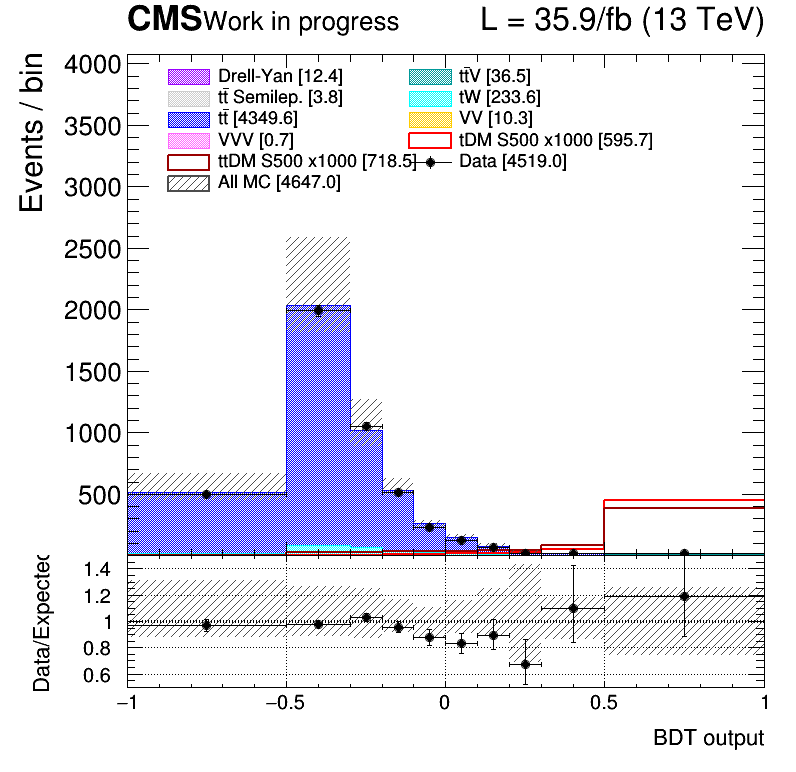 CMS Work in progress L = 35.9/fb (13 TeV)
Events / bin
4000
3500
3000
2500
2000
1500
1000
500
Drell-Yan [12.4]
tt̄ Semilep. [3.8]
tt̄ [4349.6]
VVV [0.7]
ttDM S500 x1000 [718.5]
All MC [4647.0]
tt̄V [36.5]
tW [233.6]
VV [10.3]
tDM S500 x1000 [595.7]
Data [4519.0]
Data/Expected
1.4
1.2
1
0.8
0.6
−1 −0.5 0 0.5 1
BDT output